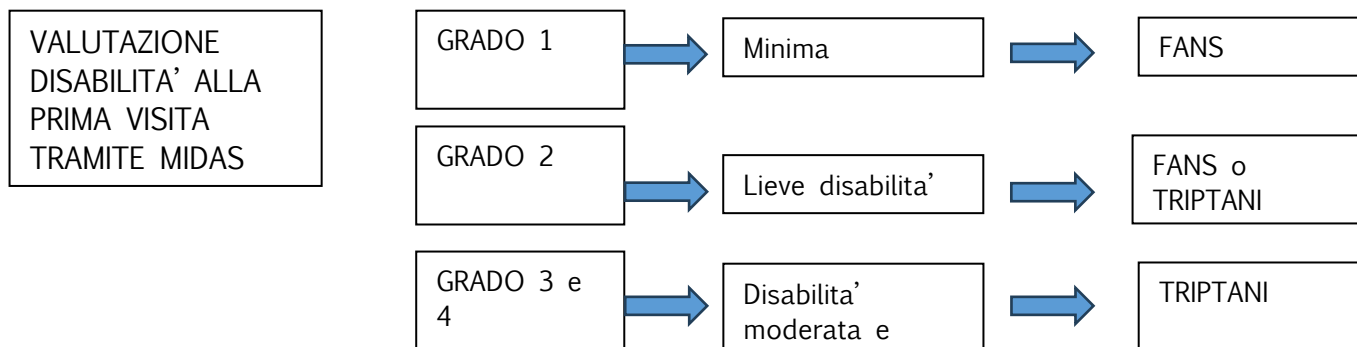 VALUTAZIONE
DISABILITA’ ALLA
PRIMA VISITA
TRAMITE MIDAS
GRADO 1
Minima
FANS
GRADO 2
Lieve disabilita’
FANS o
TRIPTANI
GRADO 3 e
4
Disabilita’
moderata e
TRIPTANI